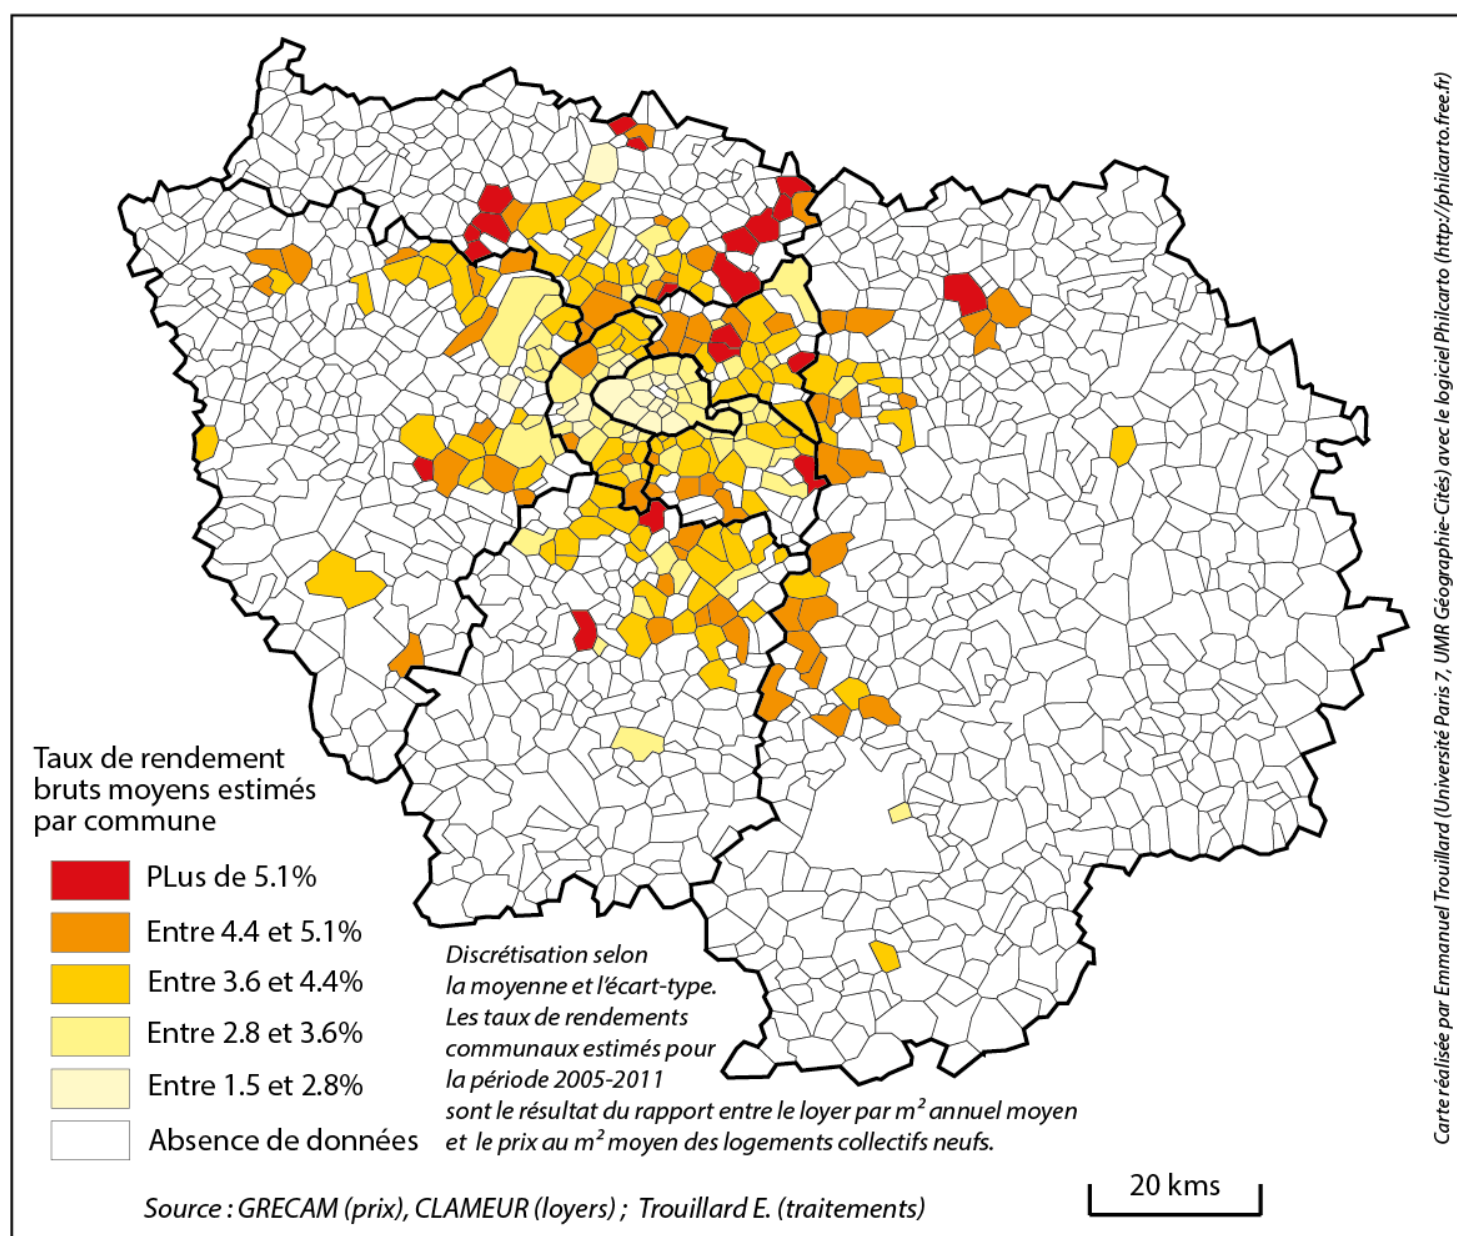 Taux de rendement
bruts moyens estimés
par commune
PLus de 5.1%
Entre 4.4 et 5.1%
Entre 3.6 et 4.4%
Entre 2.8 et 3.6%
Entre 1.5 et 2.8%
Absence de données
Discrétisation selon
la moyenne et l'écart-type.
Les taux de rendements
communaux estimés pour
la période 2005-2011
sont le résultat du rapport entre le loyer par m² annuel moyen
et le prix au m² moyen des logements collectifs neufs.
20 kms
Source : GRECAM (prix), CLAMEUR (loyers) ; Trouillard E. (traitements)
Carte réalisée par Emmanuel Trouillard (Université Paris 7, UMR Géographie-Cités) avec le logiciel Philcarto (http://philcarto.free.fr)